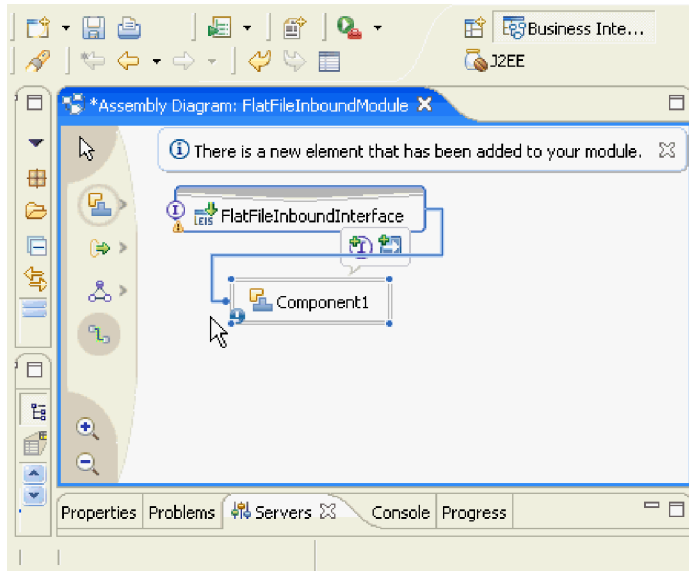 Business Inte...
J2EE
*Assembly Diagram: FlatFileInboundModule
There is a new element that has been added to your module.
EIS FlatFileInboundInterface
Component1
Properties Problems Servers Console Progress